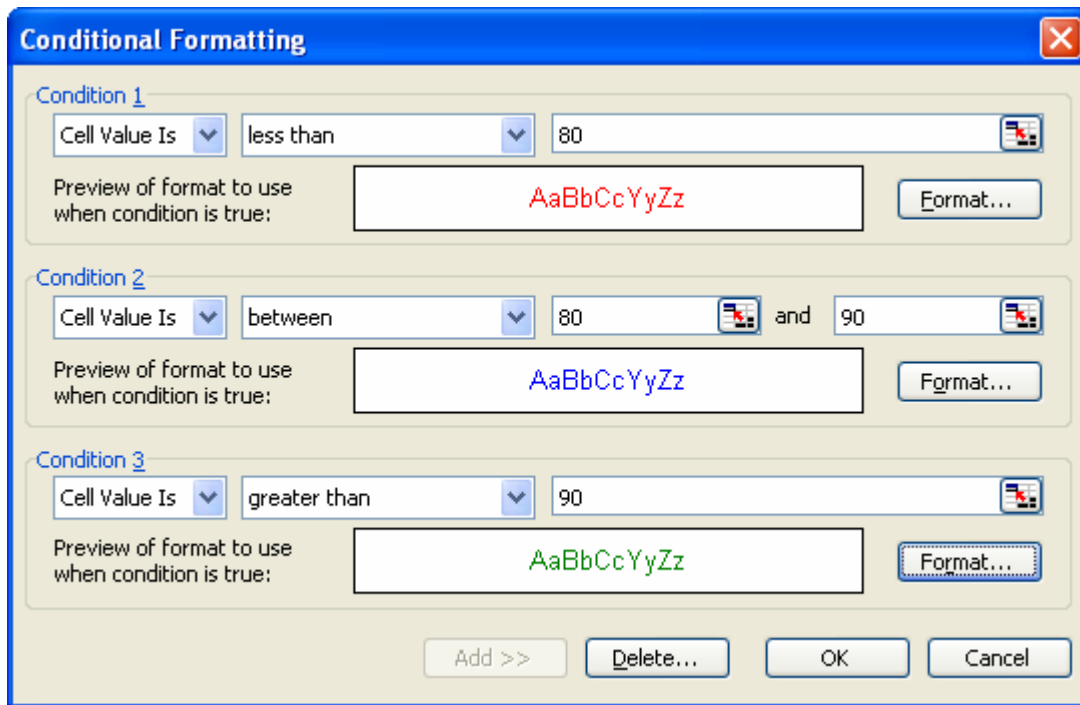 Conditional Formatting
Condition 1
Cell Value Is less than 80
Preview of format to use
when condition is true:
AaBbCcYyZz
Format...
Condition 2
Cell Value Is between 80 and 90
Preview of format to use
when condition is true:
AaBbCcYyZz
Format...
Condition 3
Cell Value Is greater than 90
Preview of format to use
when condition is true:
AaBbCcYyZz
Format...
Add >> Delete... OK Cancel